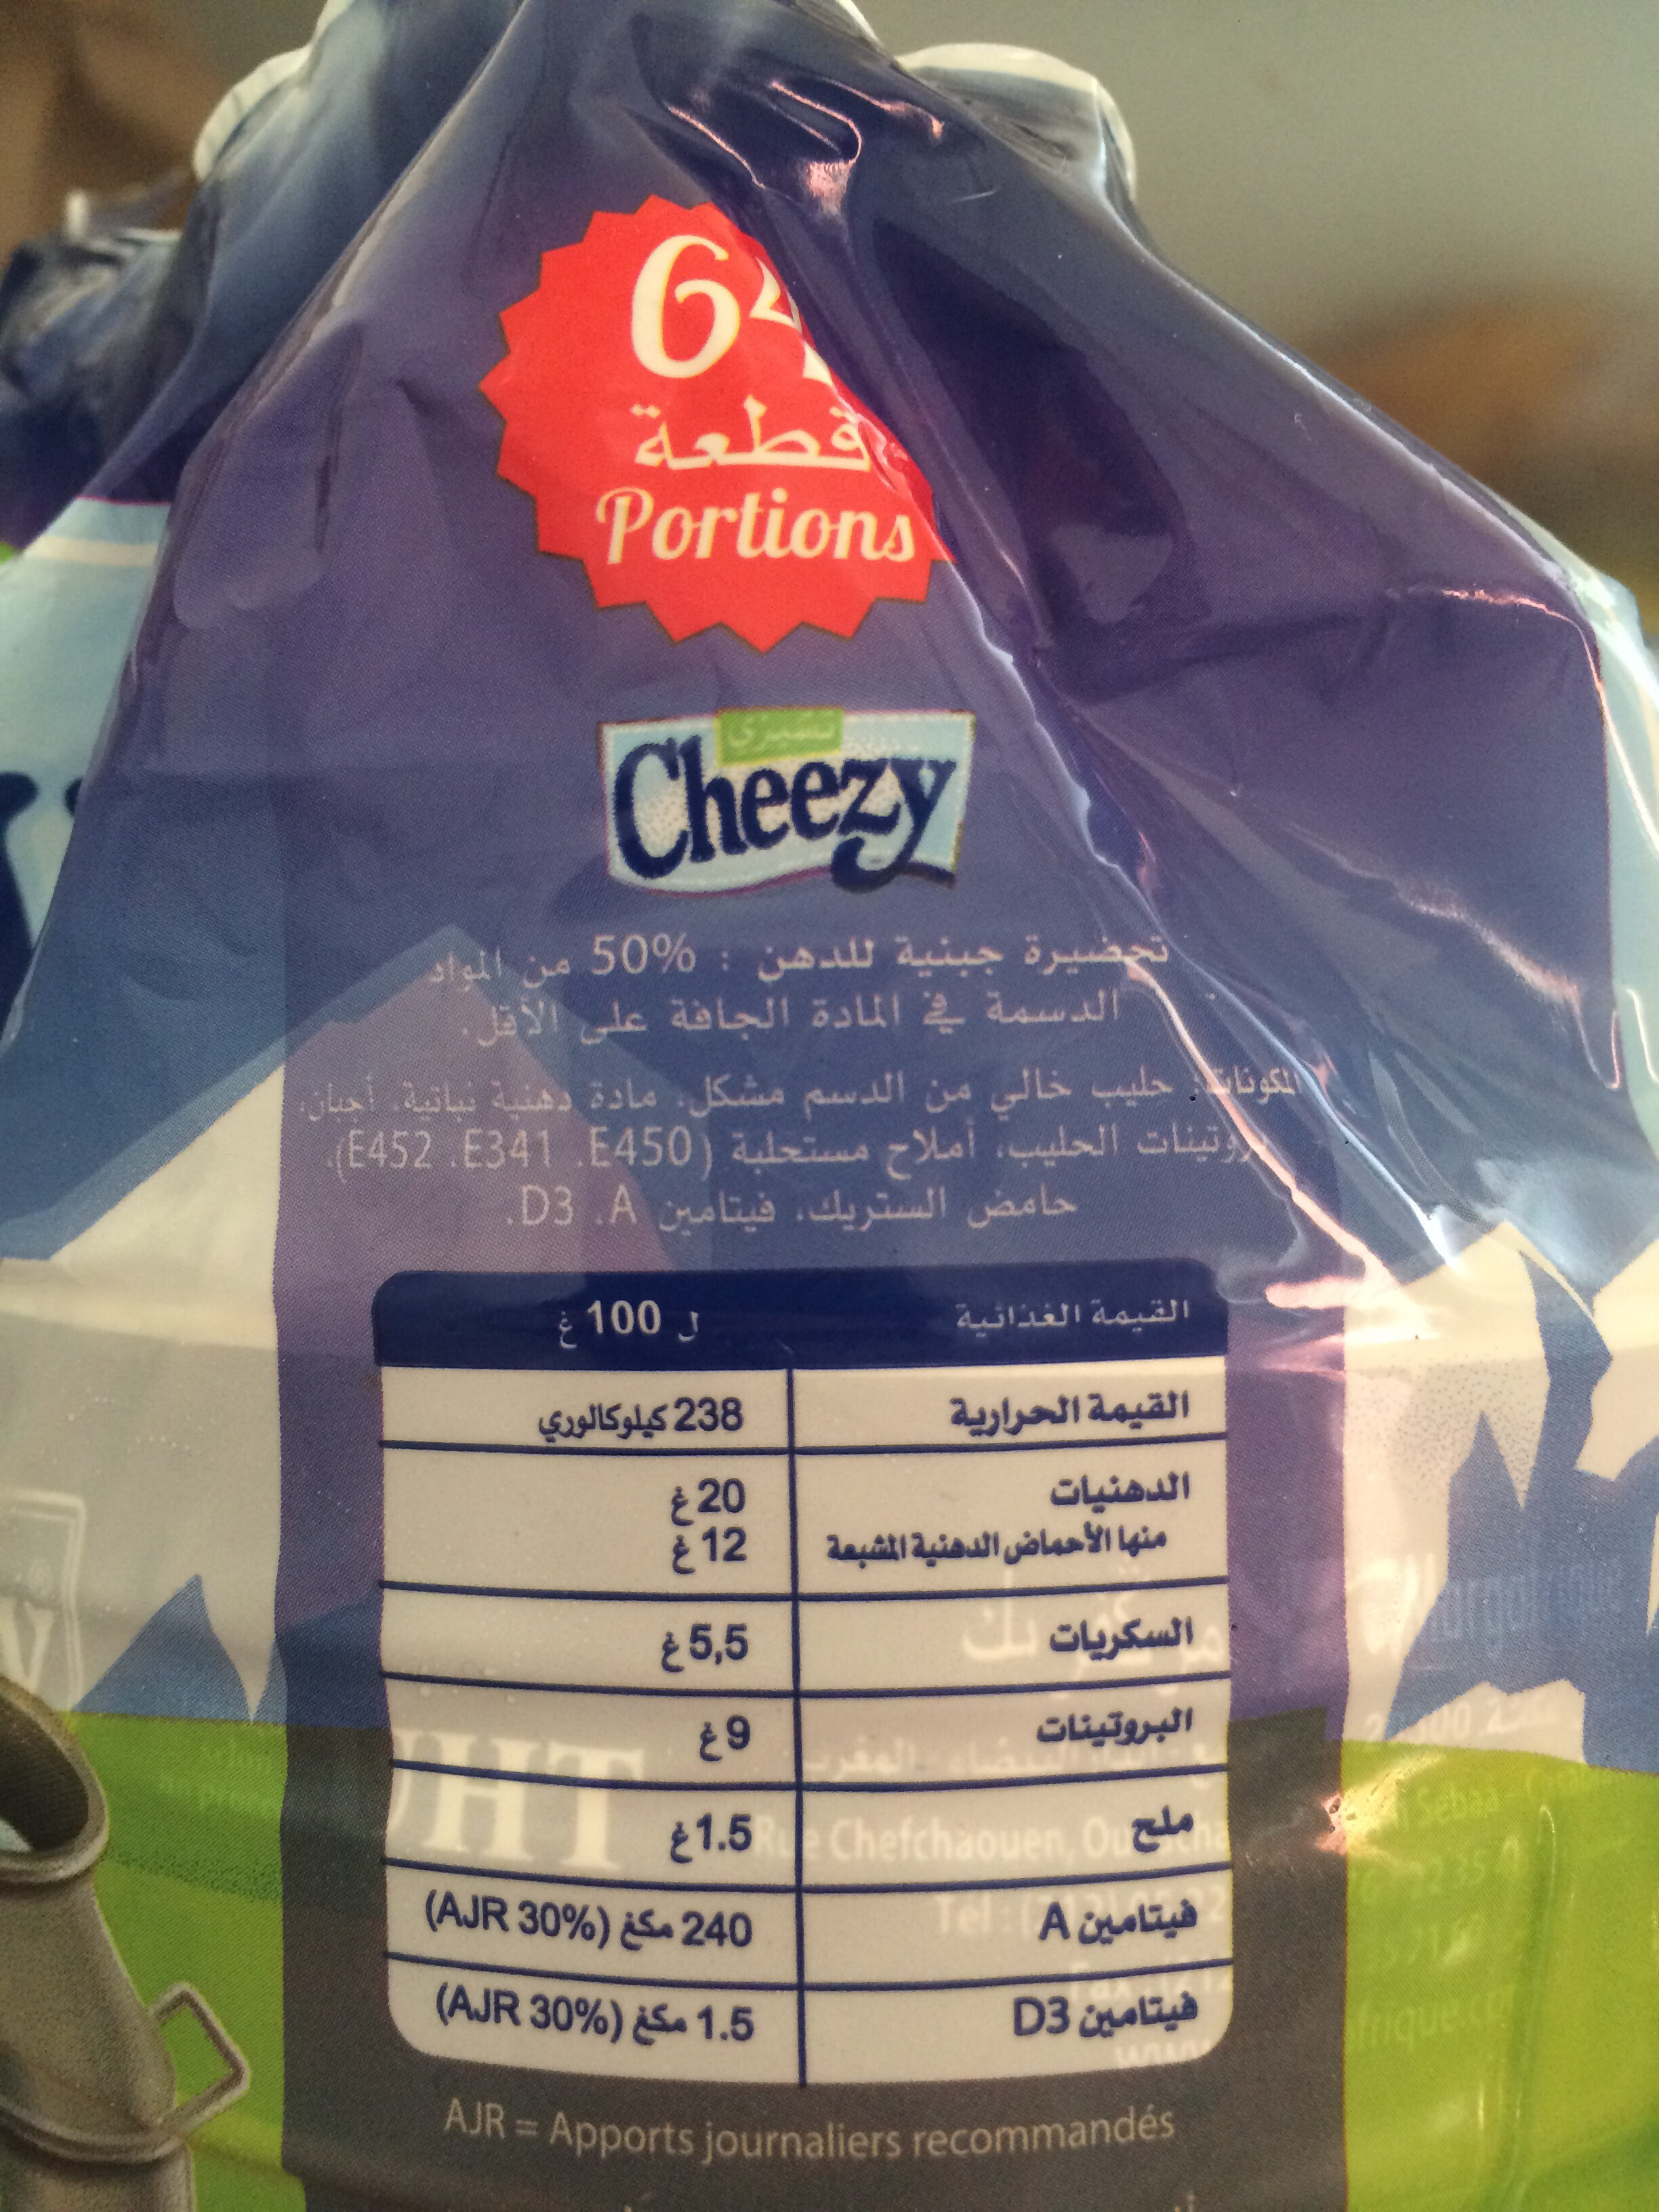 64
قطعة
Portions
تشيزي
Cheezy
تحضيرة جبنية للدهن : 50% من المواد
الدسمة في المادة الجافة على الأقل.
المكونات: حليب خالي من الدسم مشكل، مادة دهنية نباتية، أجبان،
بروتينات الحليب، أملاح مستحلبة (E450، E341، E452)،
حامض الستريك، فيتامين A، D3.
القيمة الغذائية ل 100 غ
القيمة الحرارية 238 كيلوكالوري
الدهنيات 20 غ
منها الأحماض الدهنية المشبعة 12 غ
السكريات 5,5 غ
البروتينات 9 غ
ملح 1.5 غ
فيتامين A 240 مكغ (AJR 30%)
فيتامين D3 1.5 مكغ (AJR 30%)
AJR = Apports journaliers recommandés